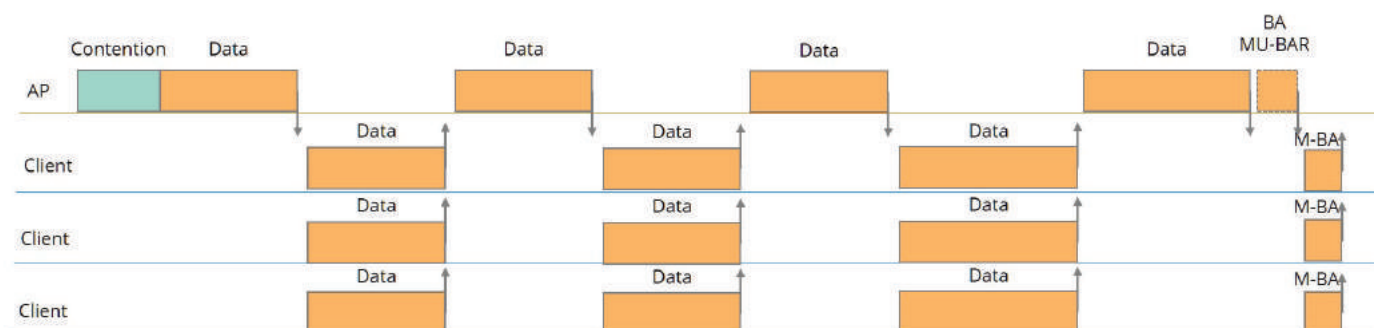 Contention Data Data Data Data BA
MU-BAR
AP
Data Data Data M-BA
Client
Data Data Data M-BA
Client
Data Data Data M-BA
Client